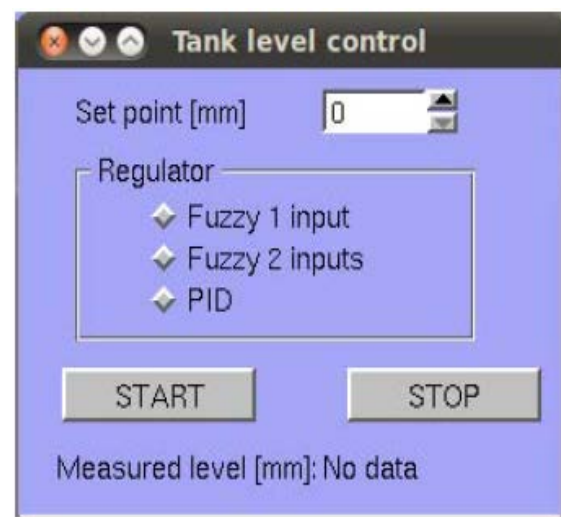 Tank level control
Set point [mm] 0
Regulator
Fuzzy 1 input
Fuzzy 2 inputs
PID
START STOP
Measured level [mm]: No data